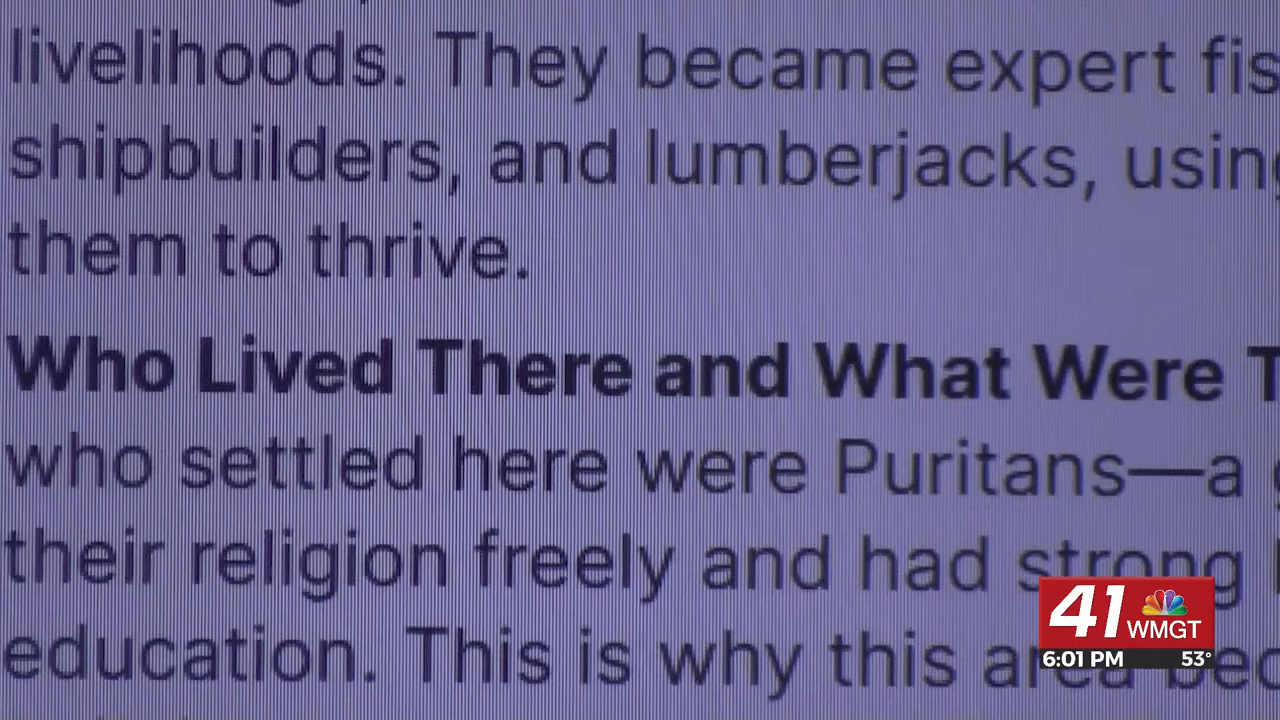 livelihoods. They became expert
shipbuilders, and lumberjacks,
them to thrive.
Who Lived There and What Were
who settled here were Puritans—a
their religion freely and had strong
education. This is why this area
41
WMGT
6:01 PM 53°